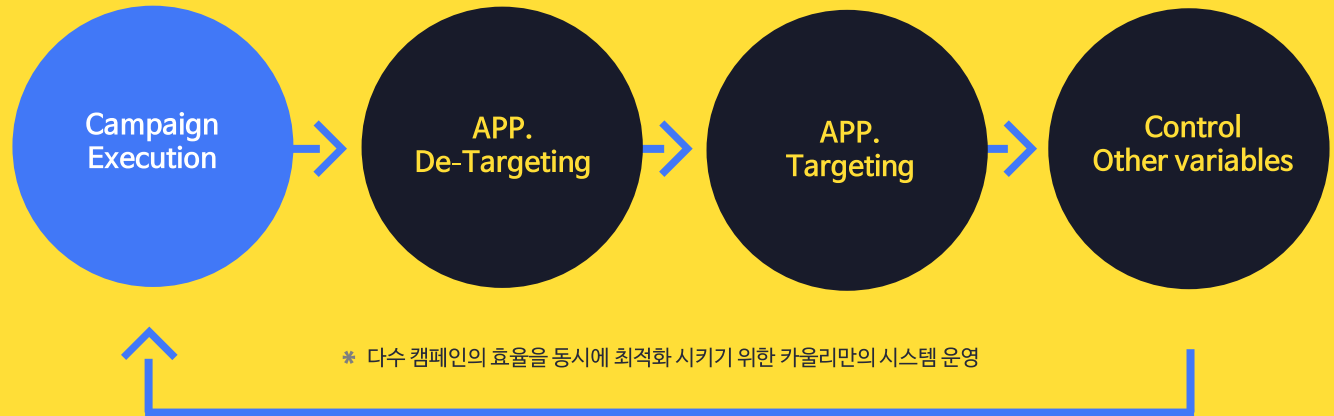 Campaign
Execution
APP.
De-Targeting
APP.
Targeting
Control
Other variables
* 다수 캠페인의 효율을 동시에 최적화 시키기 위한 카울리만의 시스템 운영